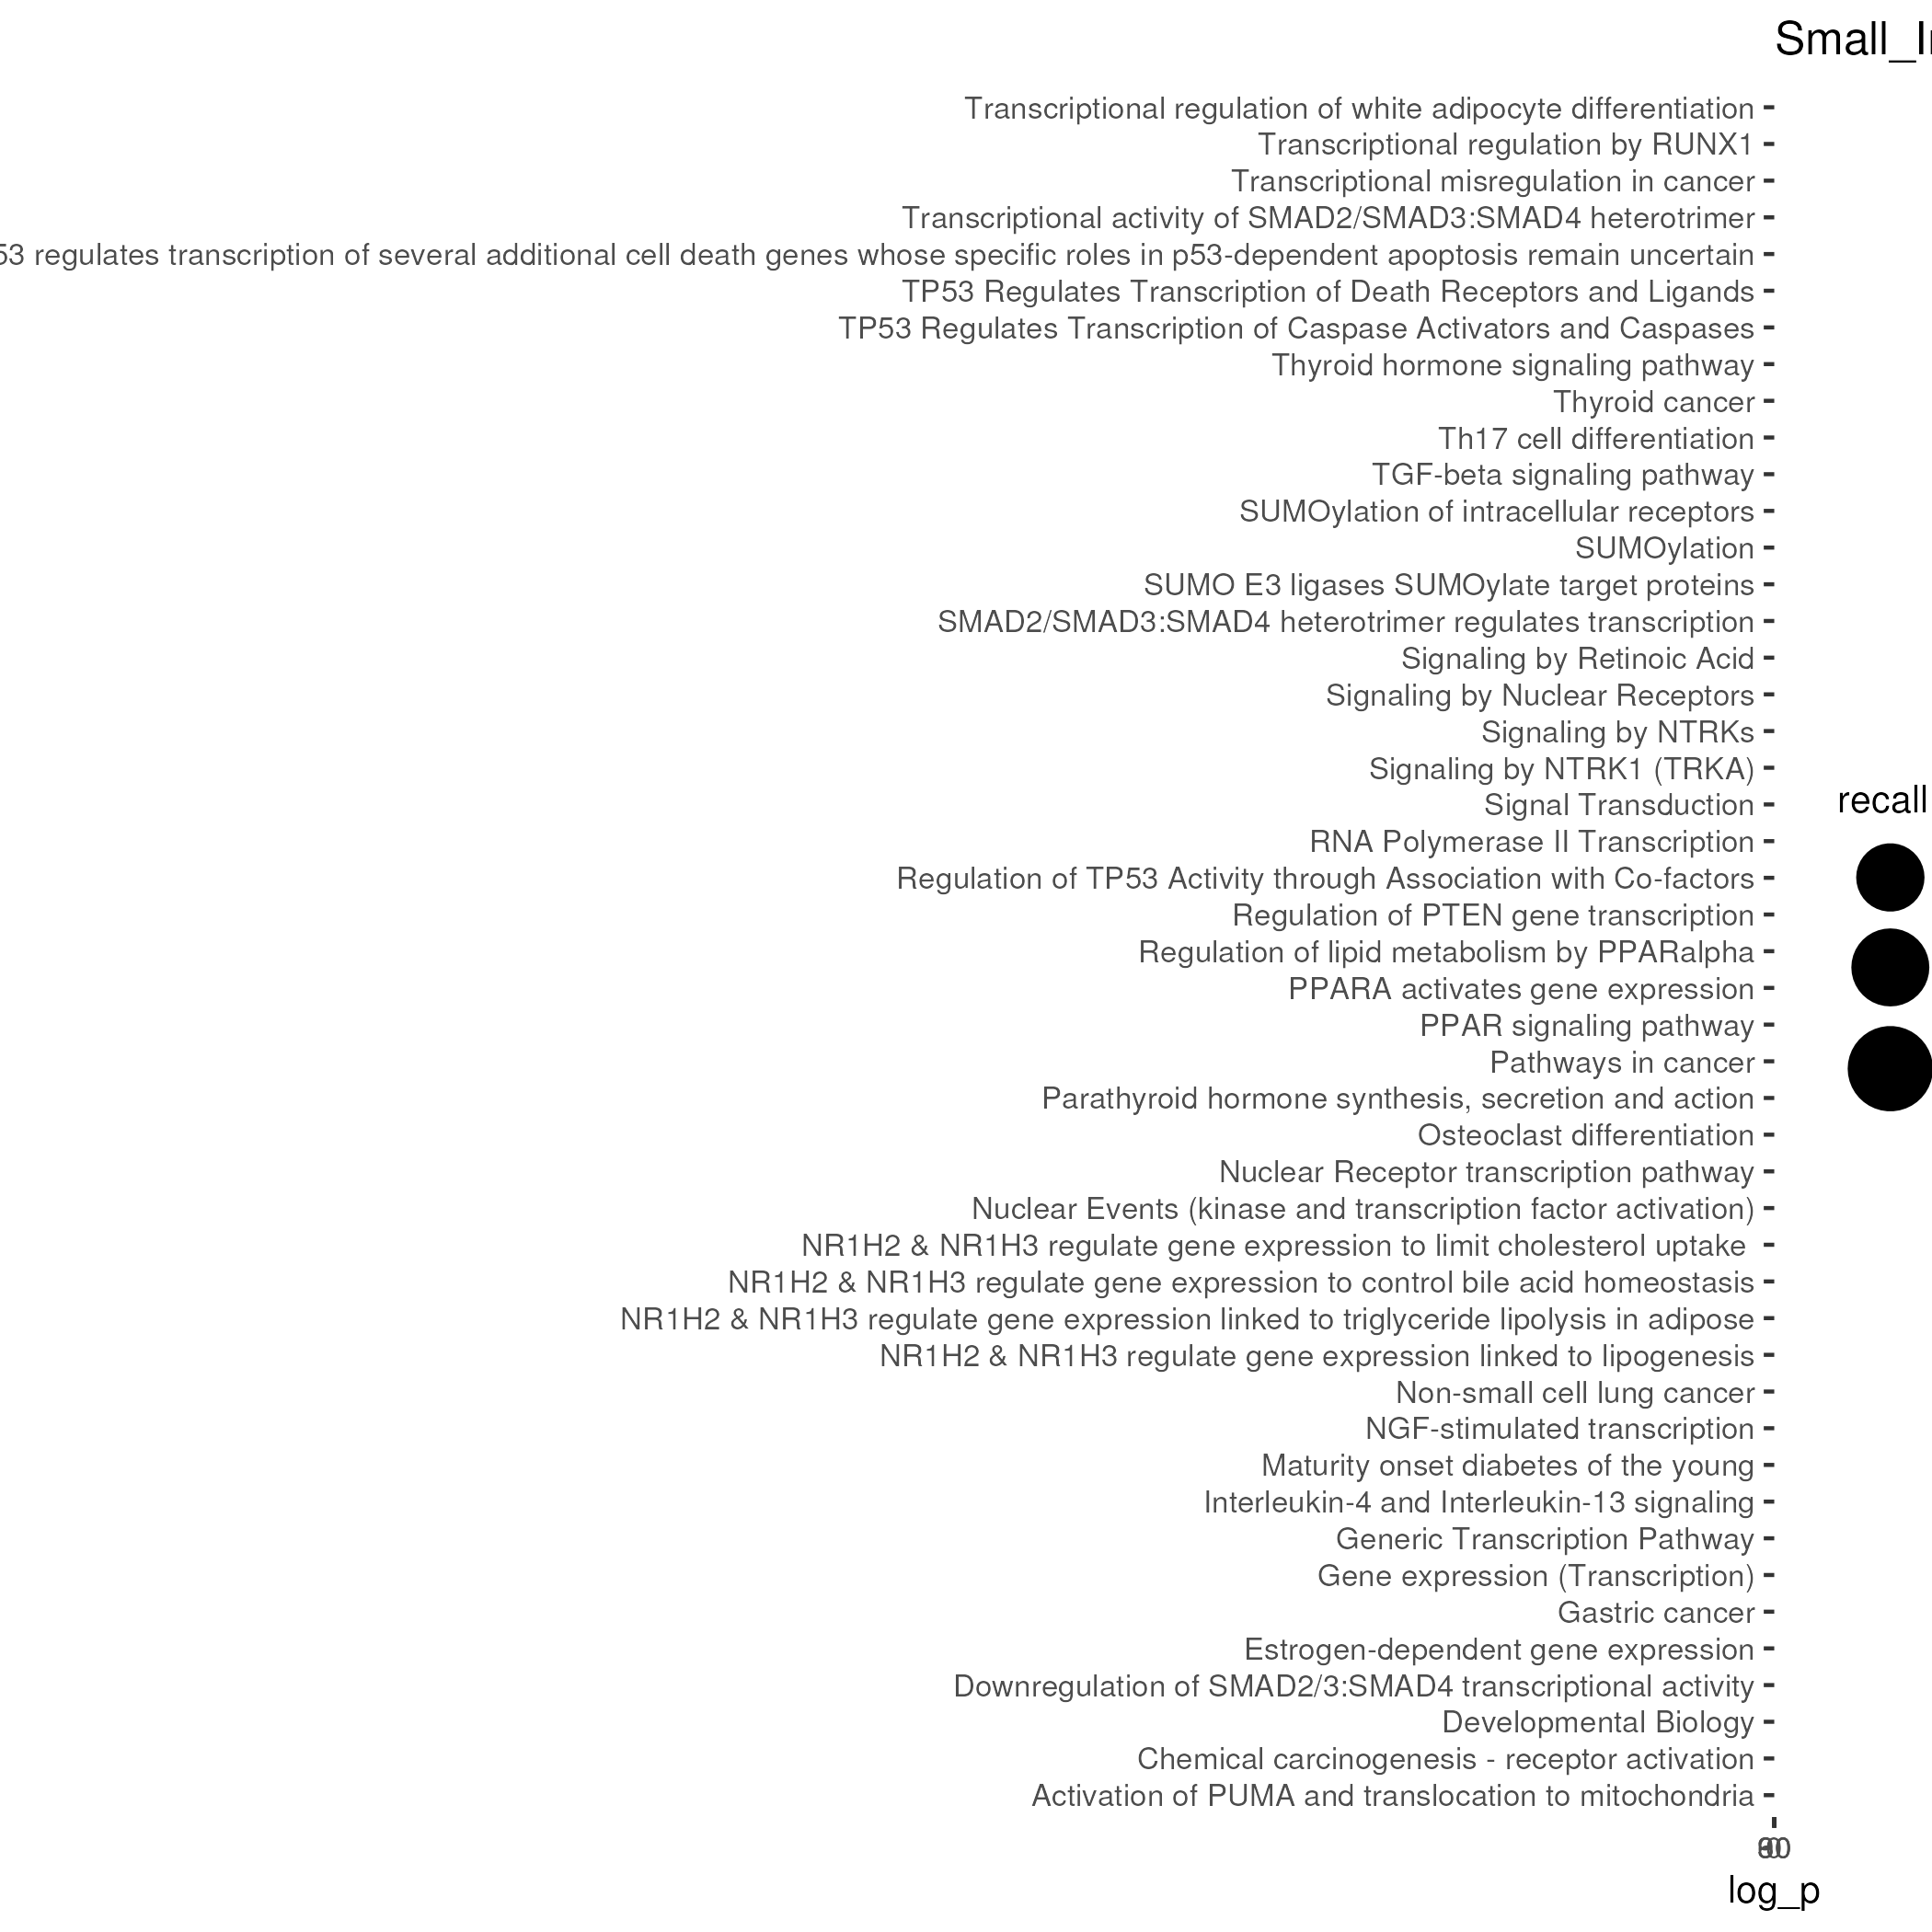 Small_I
Transcriptional regulation of white adipocyte differentiation
Transcriptional regulation by RUNX1
Transcriptional misregulation in cancer
Transcriptional activity of SMAD2/SMAD3:SMAD4 heterotrimer
53 regulates transcription of several additional cell death genes whose specific roles in p53-dependent apoptosis remain uncertain
TP53 Regulates Transcription of Death Receptors and Ligands
TP53 Regulates Transcription of Caspase Activators and Caspases
Thyroid hormone signaling pathway
Thyroid cancer
Th17 cell differentiation
TGF-beta signaling pathway
SUMOylation of intracellular receptors
SUMOylation
SUMO E3 ligases SUMOylate target proteins
SMAD2/SMAD3:SMAD4 heterotrimer regulates transcription
Signaling by Retinoic Acid
Signaling by Nuclear Receptors
Signaling by NTRKs
Signaling by NTRK1 (TRKA)
Signal Transduction
recall
RNA Polymerase II Transcription
Regulation of TP53 Activity through Association with Co-factors
Regulation of PTEN gene transcription
Regulation of lipid metabolism by PPARalpha
PPARA activates gene expression
PPAR signaling pathway
Pathways in cancer
Parathyroid hormone synthesis, secretion and action
Osteoclast differentiation
Nuclear Receptor transcription pathway
Nuclear Events (kinase and transcription factor activation)
NR1H2 & NR1H3 regulate gene expression to limit cholesterol uptake
NR1H2 & NR1H3 regulate gene expression to control bile acid homeostasis
NR1H2 & NR1H3 regulate gene expression linked to triglyceride lipolysis in adipose
NR1H2 & NR1H3 regulate gene expression linked to lipogenesis
Non-small cell lung cancer
NGF-stimulated transcription
Maturity onset diabetes of the young
Interleukin-4 and Interleukin-13 signaling
Generic Transcription Pathway
Gene expression (Transcription)
Gastric cancer
Estrogen-dependent gene expression
Downregulation of SMAD2/3:SMAD4 transcriptional activity
Developmental Biology
Chemical carcinogenesis - receptor activation
Activation of PUMA and translocation to mitochondria
log_p